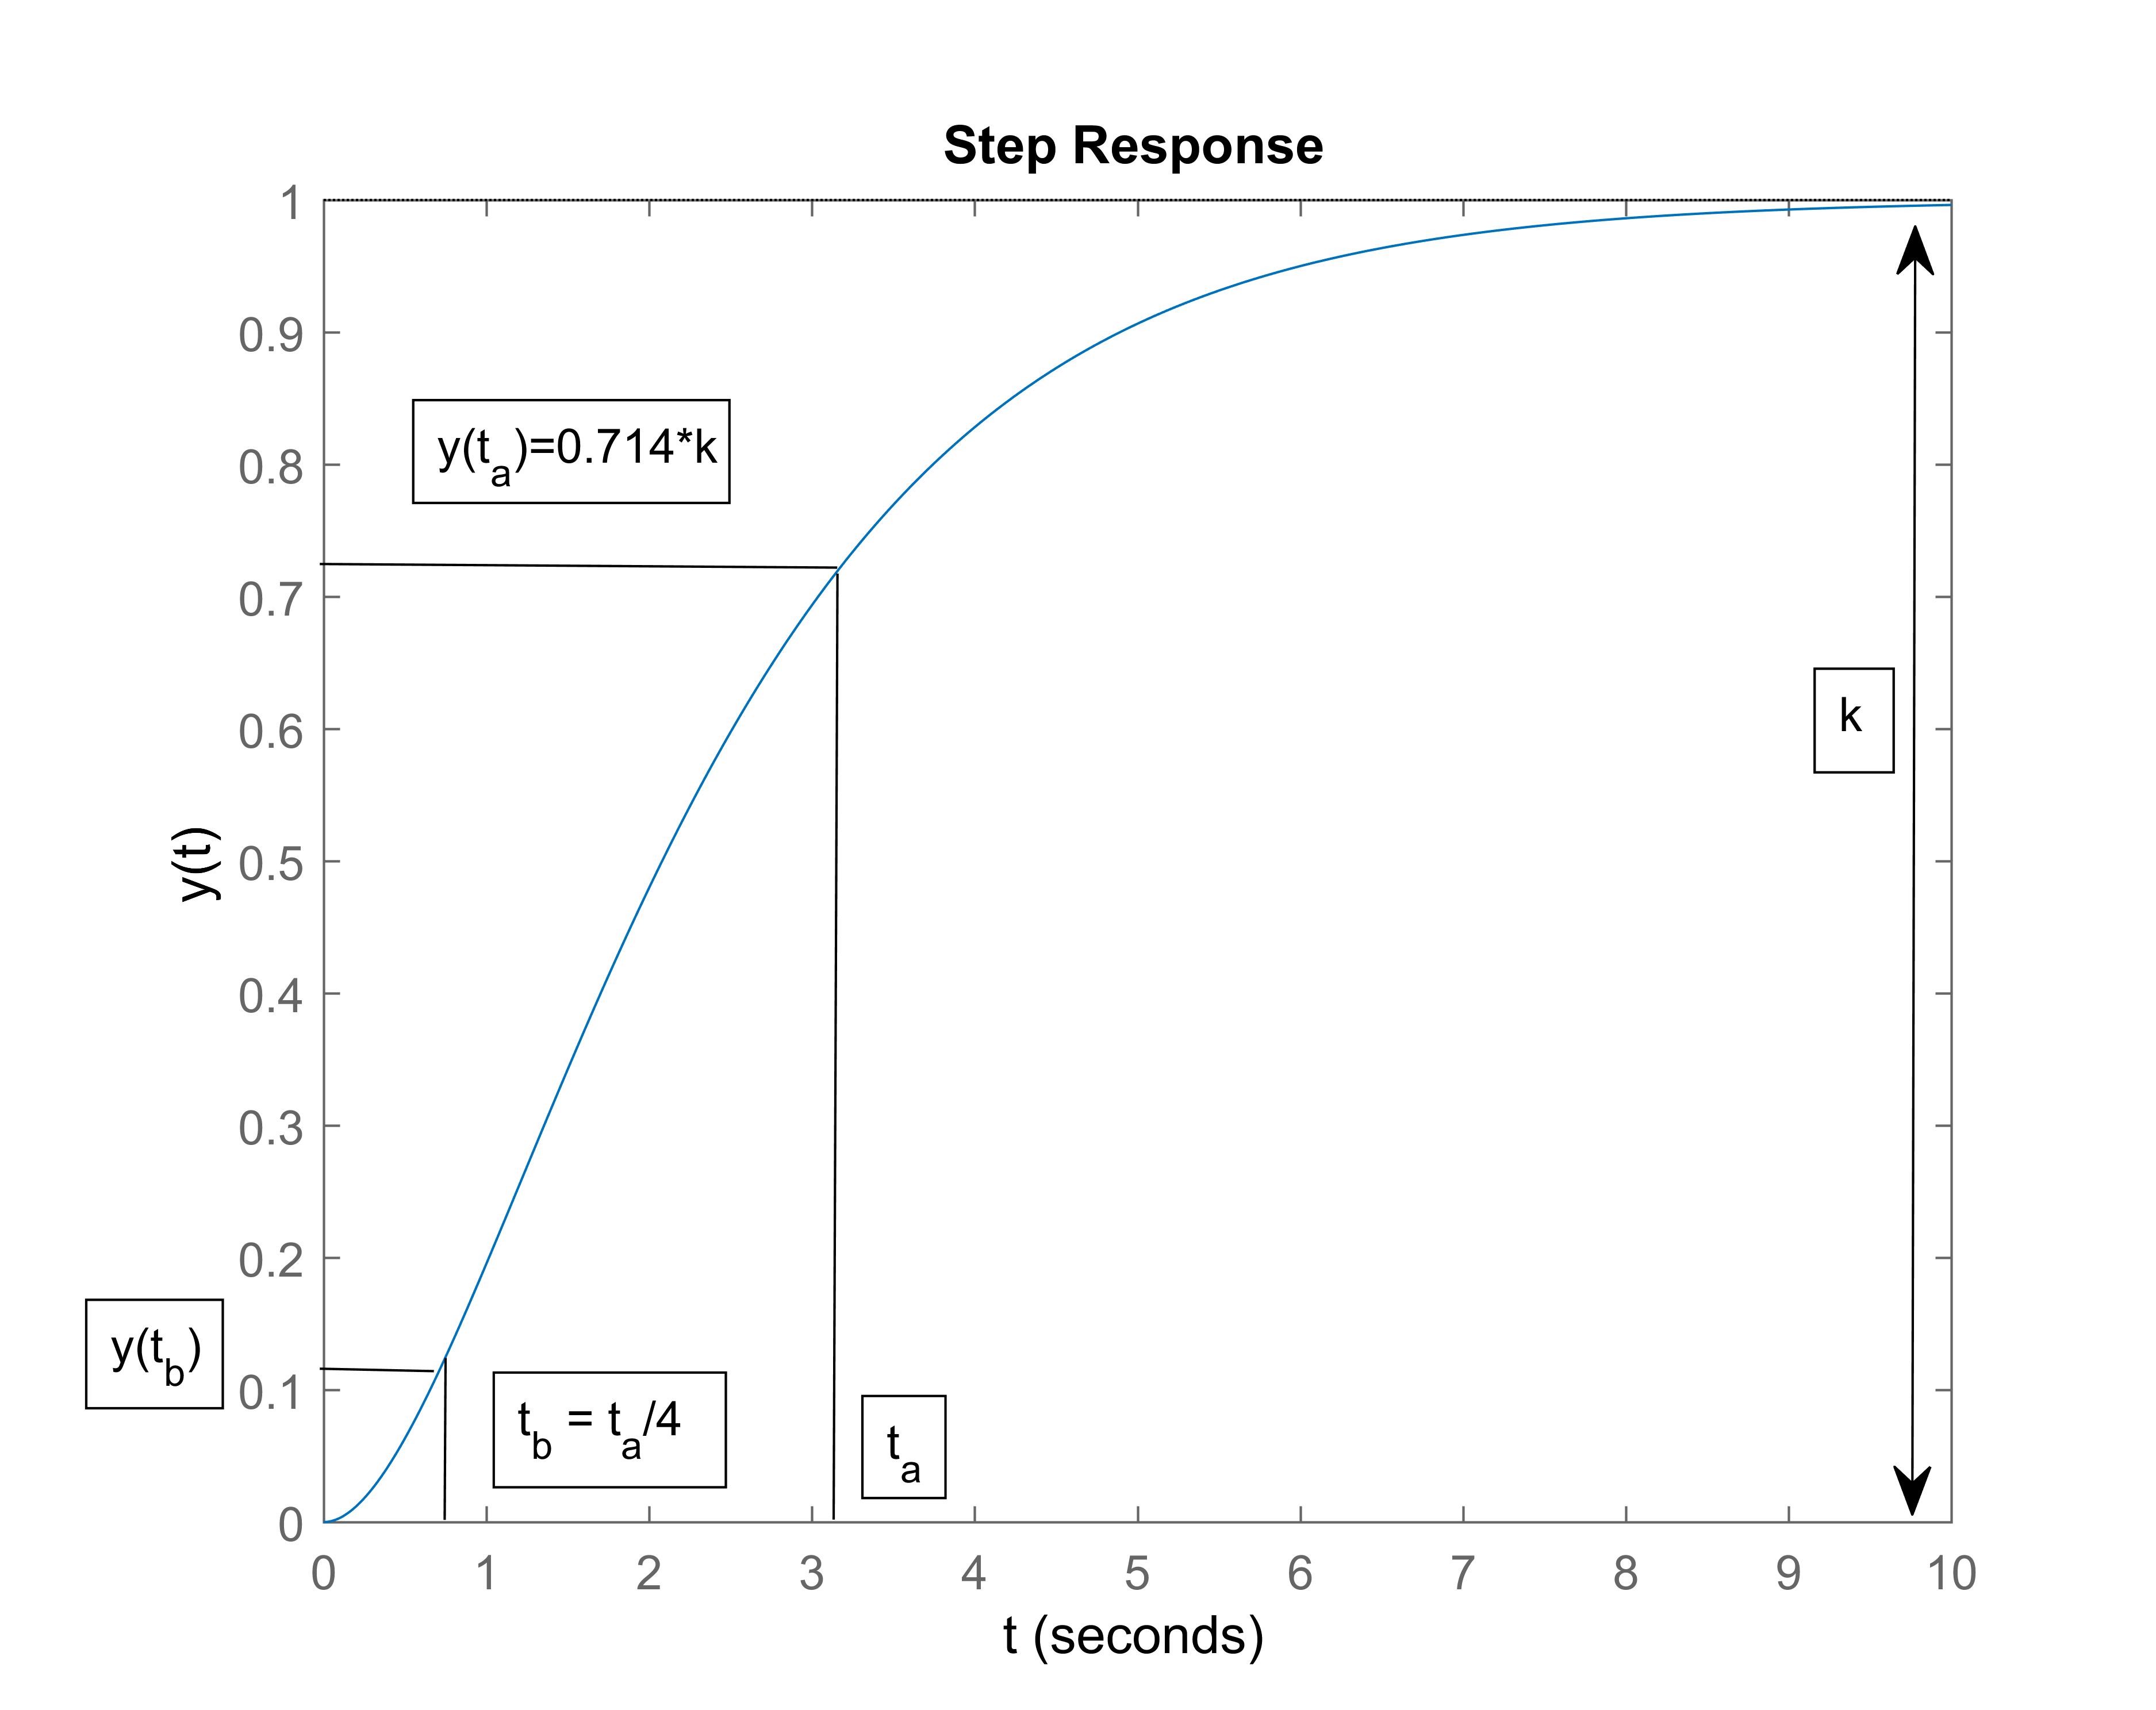 Step Response
1
0.9
y(ta)=0.714*k
0.8
0.7
k
0.6
y(t)
0.5
0.4
0.3
0.2
y(tb)
0.1
tb = ta/4
ta
0
0 1 2 3 4 5 6 7 8 9 10
t (seconds)